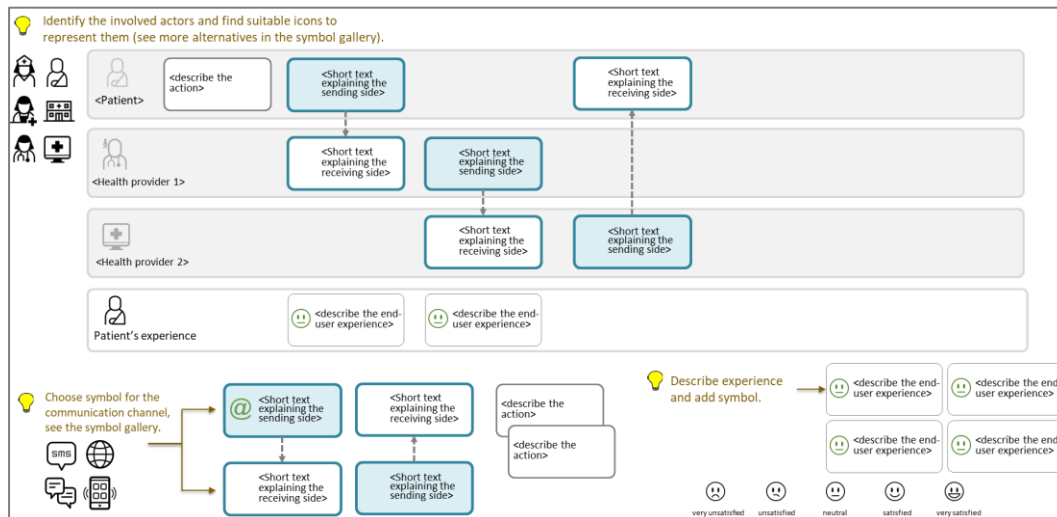 Identify the involved actors and find suitable icons to
represent them (see more alternatives in the symbol gallery).
<Patient>
<describe the
action>
<Short text
explaining the
sending side>
<Short text
explaining the
receiving side>
<Health provider 1>
<Short text
explaining the
receiving side>
<Short text
explaining the
sending side>
<Health provider 2>
<Short text
explaining the
receiving side>
<Short text
explaining the
sending side>
Patient's experience
<describe the end-
user experience>
<describe the end-
user experience>
Choose symbol for the
communication channel,
see the symbol gallery.
sms
@
<Short text
explaining the
sending side>
<Short text
explaining the
receiving side>
<Short text
explaining the
receiving side>
<Short text
explaining the
sending side>
<describe the
action>
<describe the
action>
Describe experience
and add symbol.
<describe the end-
user experience>
<describe the end-
user experience>
<describe the end-
user experience>
<describe the end-
user experience>
very unsatisfied
unsatisfied
neutral
satisfied
very satisfied